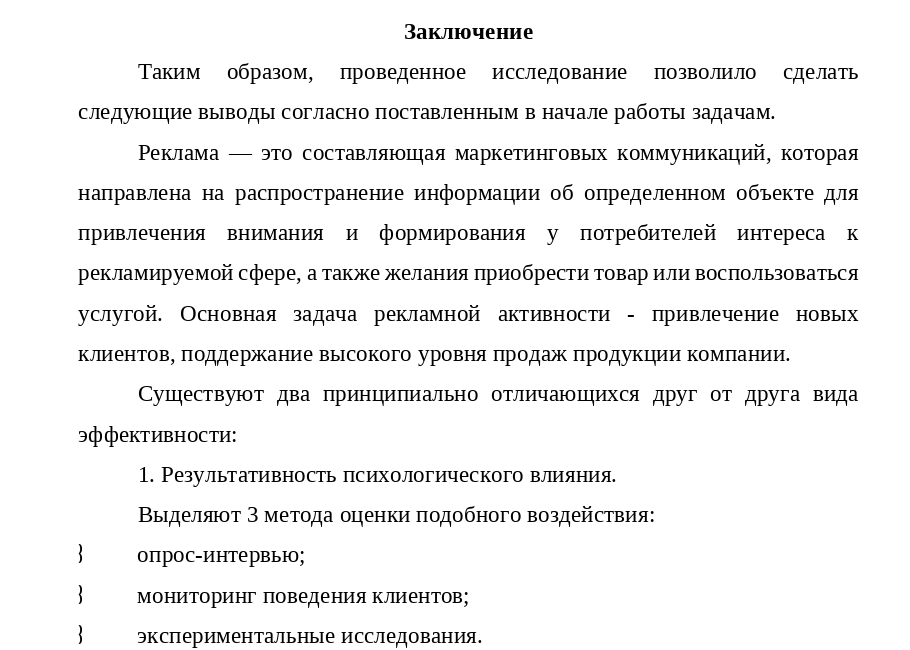 Заключение
Таким образом, проведенное исследование позволило сделать
следующие выводы согласно поставленным в начале работы задачам.
Реклама — это составляющая маркетинговых коммуникаций, которая
направлена на распространение информации об определенном объекте для
привлечения внимания и формирования у потребителей интереса к
рекламируемой сфере, а также желания приобрести товар или воспользоваться
услугой. Основная задача рекламной активности - привлечение новых
клиентов, поддержание высокого уровня продаж продукции компании.
Существуют два принципиально отличающихся друг от друга вида
эффективности:
1. Результативность психологического влияния.
Выделяют 3 метода оценки подобного воздействия:
⦚ опрос-интервью;
⦚ мониторинг поведения клиентов;
⦚ экспериментальные исследования.